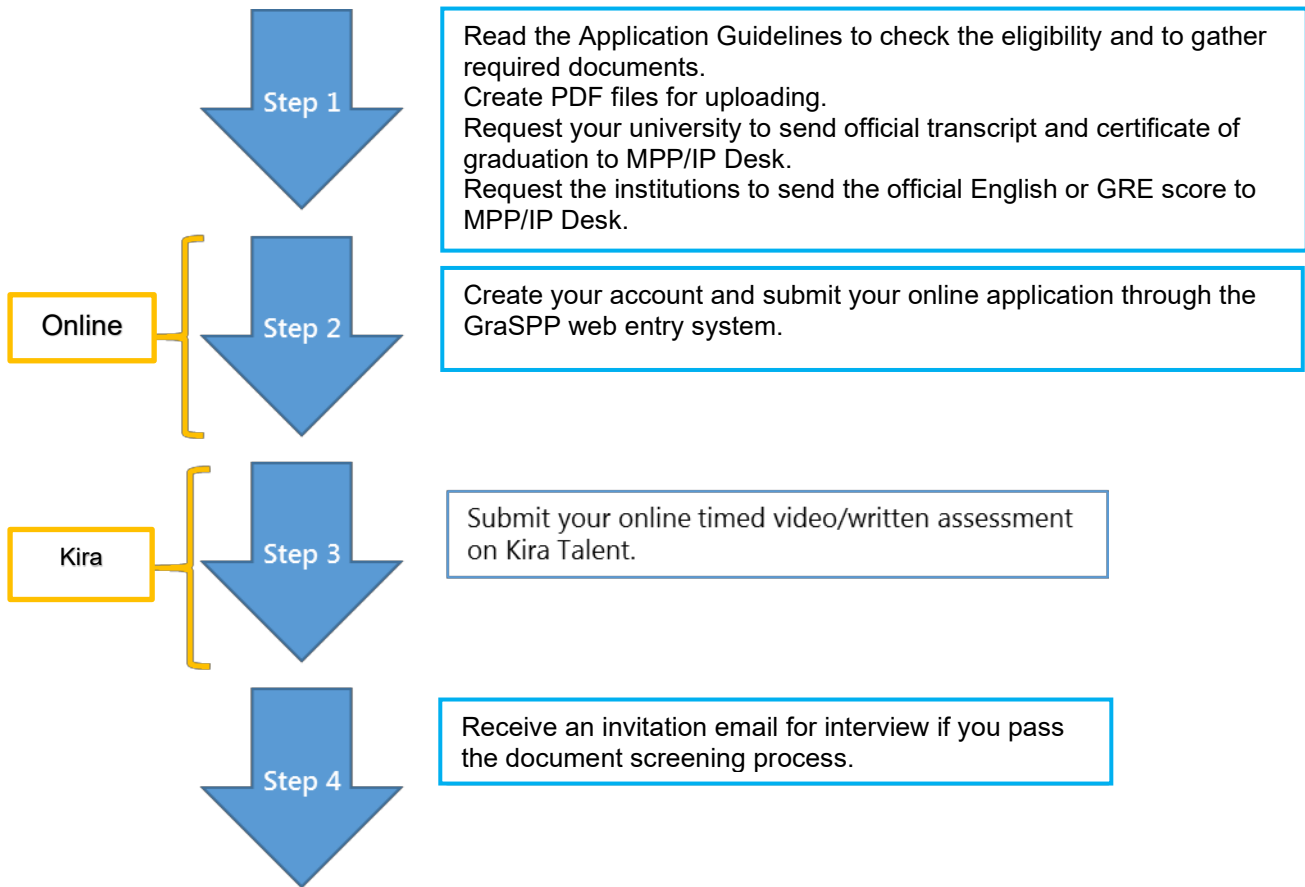 Step 1
Read the Application Guidelines to check the eligibility and to gather
required documents.
Create PDF files for uploading.
Request your university to send official transcript and certificate of
graduation to MPP/IP Desk.
Request the institutions to send the official English or GRE score to
MPP/IP Desk.
Online
Step 2
Create your account and submit your online application through the
GraSPP web entry system.
Kira
Step 3
Submit your online timed video/written assessment
on Kira Talent.
Step 4
Receive an invitation email for interview if you pass
the document screening process.